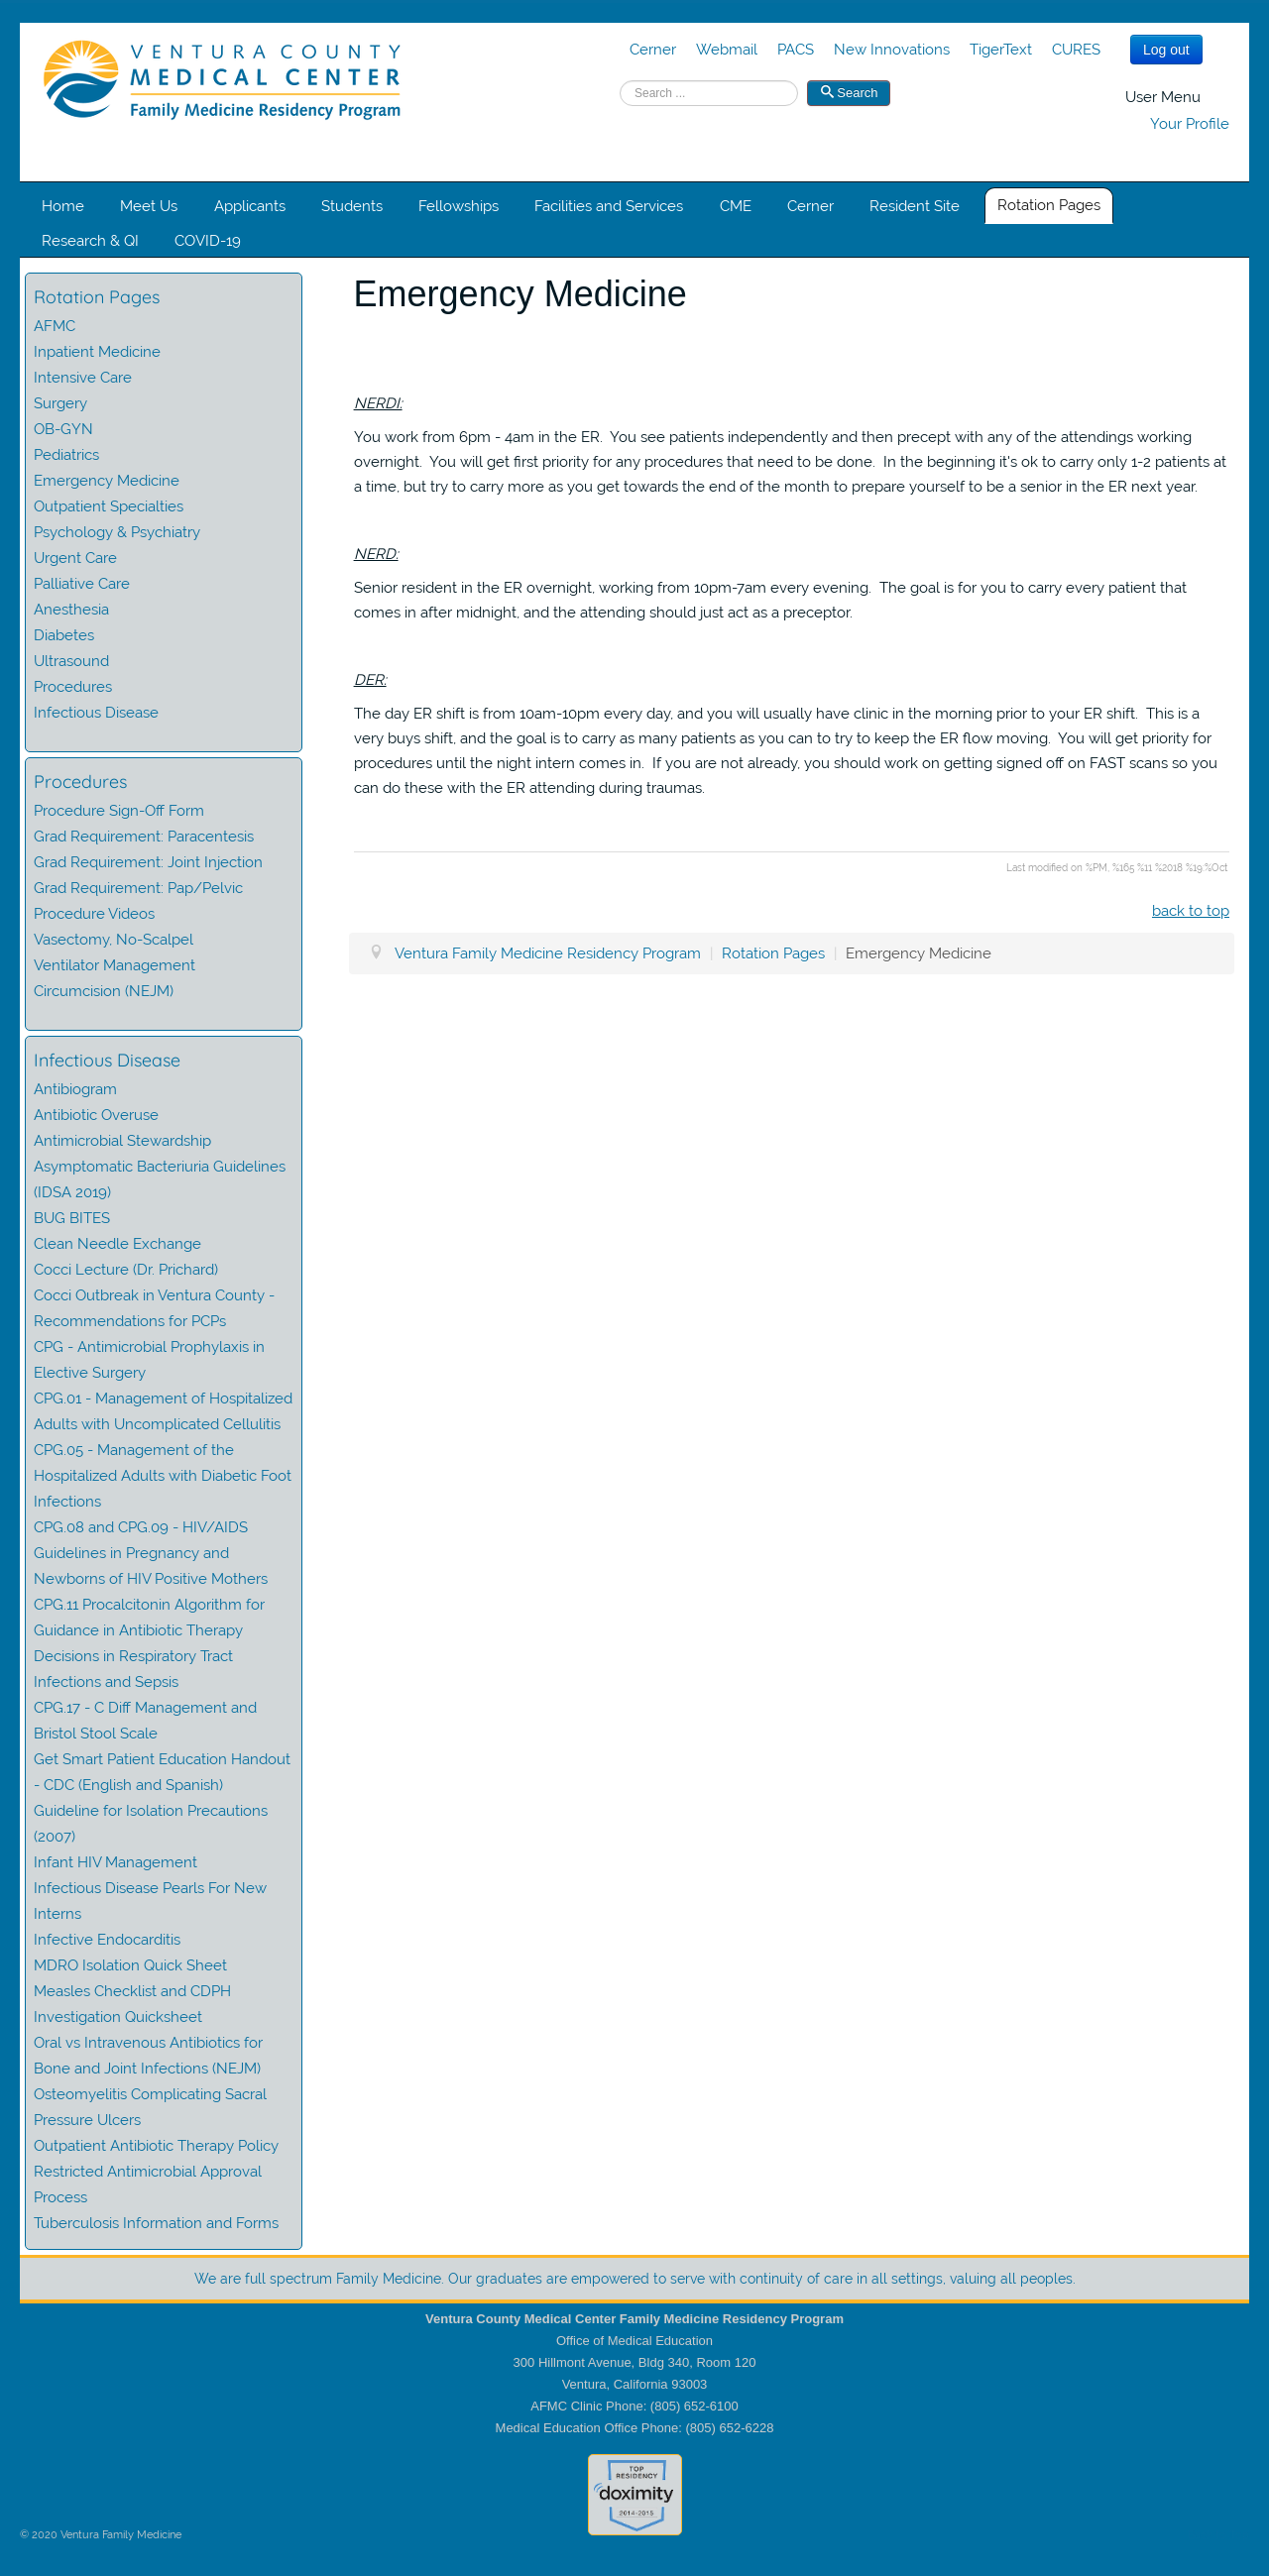 VENTURA COUNTY
MEDICAL CENTER
Family Medicine Residency Program
Cerner Webmail PACS New Innovations TigerText CURES Log out
Search ... Search
User Menu
Your Profile
Home Meet Us Applicants Students Fellowships Facilities and Services CME Cerner Resident Site Rotation Pages
Research & QI COVID-19
Rotation Pages
AFMC
Inpatient Medicine
Intensive Care
Surgery
OB-GYN
Pediatrics
Emergency Medicine
Outpatient Specialties
Psychology & Psychiatry
Urgent Care
Palliative Care
Anesthesia
Diabetes
Ultrasound
Procedures
Infectious Disease
Procedures
Procedure Sign-Off Form
Grad Requirement: Paracentesis
Grad Requirement: Joint Injection
Grad Requirement: Pap/Pelvic
Procedure Videos
Vasectomy, No-Scalpel
Ventilator Management
Circumcision (NEJM)
Infectious Disease
Antibiogram
Antibiotic Overuse
Antimicrobial Stewardship
Asymptomatic Bacteriuria Guidelines
(IDSA 2019)
BUG BITES
Clean Needle Exchange
Cocci Lecture (Dr. Prichard)
Cocci Outbreak in Ventura County -
Recommendations for PCPs
CPG - Antimicrobial Prophylaxis in
Elective Surgery
CPG.01 - Management of Hospitalized
Adults with Uncomplicated Cellulitis
CPG.05 - Management of the
Hospitalized Adults with Diabetic Foot
Infections
CPG.08 and CPG.09 - HIV/AIDS
Guidelines in Pregnancy and
Newborns of HIV Positive Mothers
CPG.11 Procalcitonin Algorithm for
Guidance in Antibiotic Therapy
Decisions in Respiratory Tract
Infections and Sepsis
CPG.17 - C Diff Management and
Bristol Stool Scale
Get Smart Patient Education Handout
- CDC (English and Spanish)
Guideline for Isolation Precautions
(2007)
Infant HIV Management
Infectious Disease Pearls For New
Interns
Infective Endocarditis
MDRO Isolation Quick Sheet
Measles Checklist and CDPH
Investigation Quicksheet
Oral vs Intravenous Antibiotics for
Bone and Joint Infections (NEJM)
Osteomyelitis Complicating Sacral
Pressure Ulcers
Outpatient Antibiotic Therapy Policy
Restricted Antimicrobial Approval
Process
Tuberculosis Information and Forms
Emergency Medicine
NERDI:
You work from 6pm - 4am in the ER. You see patients independently and then precept with any of the attendings working
overnight. You will get first priority for any procedures that need to be done. In the beginning it's ok to carry only 1-2 patients at
a time, but try to carry more as you get towards the end of the month to prepare yourself to be a senior in the ER next year.
NERD:
Senior resident in the ER overnight, working from 10pm-7am every evening. The goal is for you to carry every patient that
comes in after midnight, and the attending should just act as a preceptor.
DER:
The day ER shift is from 10am-10pm every day, and you will usually have clinic in the morning prior to your ER shift. This is a
very buys shift, and the goal is to carry as many patients as you can to try to keep the ER flow moving. You will get priority for
procedures until the night intern comes in. If you are not already, you should work on getting signed off on FAST scans so you
can do these with the ER attending during traumas.
Last modified on %PM, %165 %11 %2018 %19:%Oct
back to top
Ventura Family Medicine Residency Program | Rotation Pages | Emergency Medicine
We are full spectrum Family Medicine. Our graduates are empowered to serve with continuity of care in all settings, valuing all peoples.
Ventura County Medical Center Family Medicine Residency Program
Office of Medical Education
300 Hillmont Avenue, Bldg 340, Room 120
Ventura, California 93003
AFMC Clinic Phone: (805) 652-6100
Medical Education Office Phone: (805) 652-6228
TOP
RESIDENCY
doximity
2014-2015
© 2020 Ventura Family Medicine